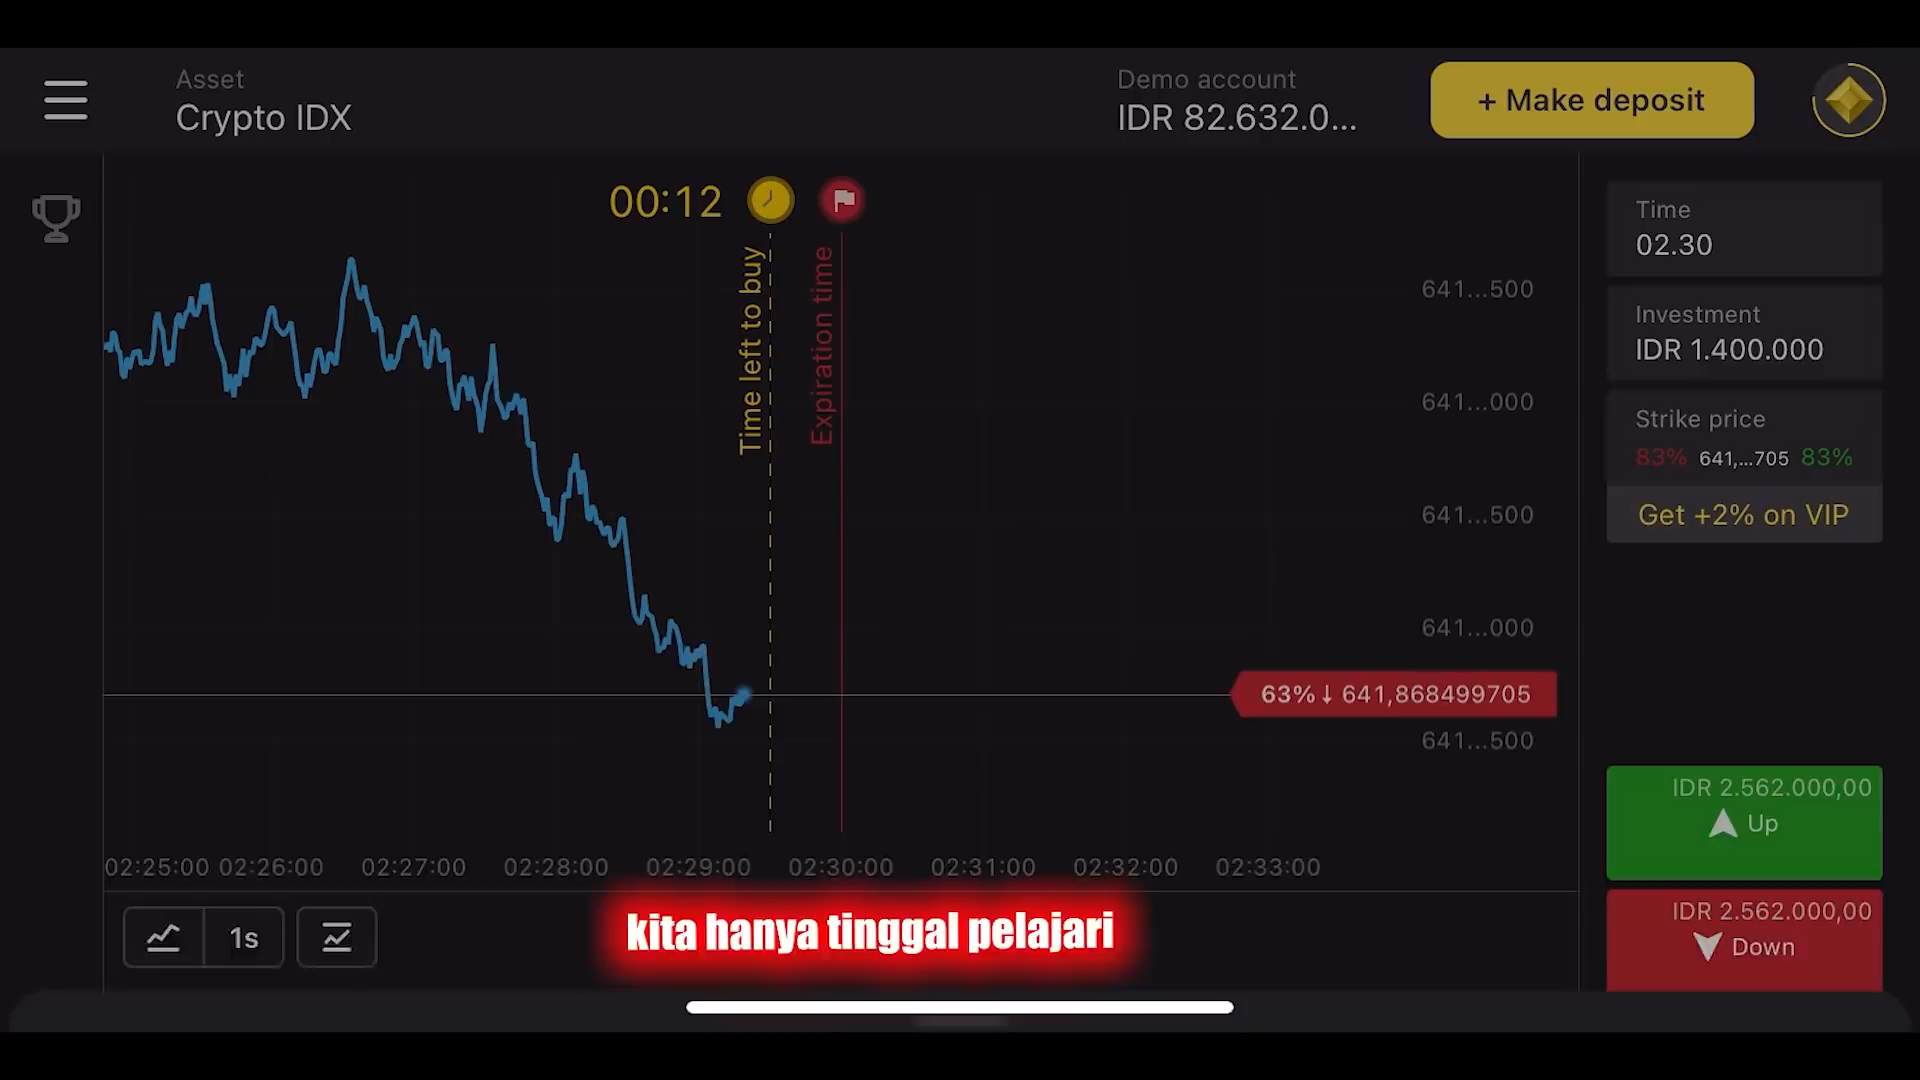 Asset
Crypto IDX
Demo account
IDR 82.632.0...
+ Make deposit
00:12
Time left to buy
Expiration time
641...500
641...000
641...500
641...000
63%↓ 641,868499705
641...500
02:25:00 02:26:00 02:27:00 02:28:00 02:29:00 02:30:00 02:31:00 02:32:00 02:33:00
1s
kita hanya tinggal pelajari
Time
02.30
Investment
IDR 1.400.000
Strike price
83% 641,...705 83%
Get +2% on VIP
IDR 2.562.000,00
Up
IDR 2.562.000,00
Down